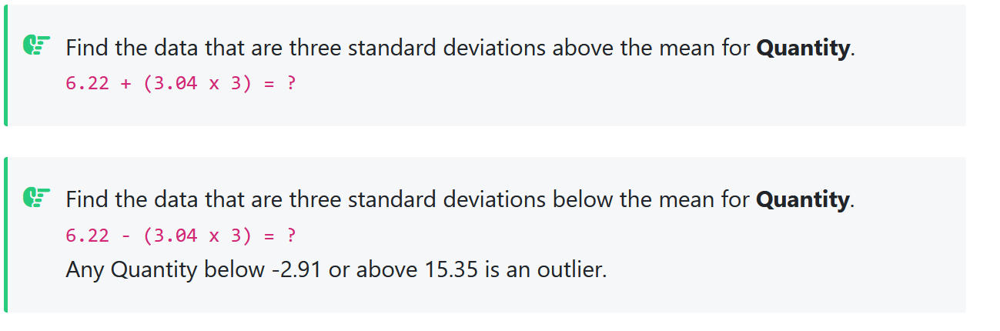 Find the data that are three standard deviations above the mean for Quantity.
6.22 + (3.04 x 3) = ?
Find the data that are three standard deviations below the mean for Quantity.
6.22 - (3.04 x 3) = ?
Any Quantity below -2.91 or above 15.35 is an outlier.